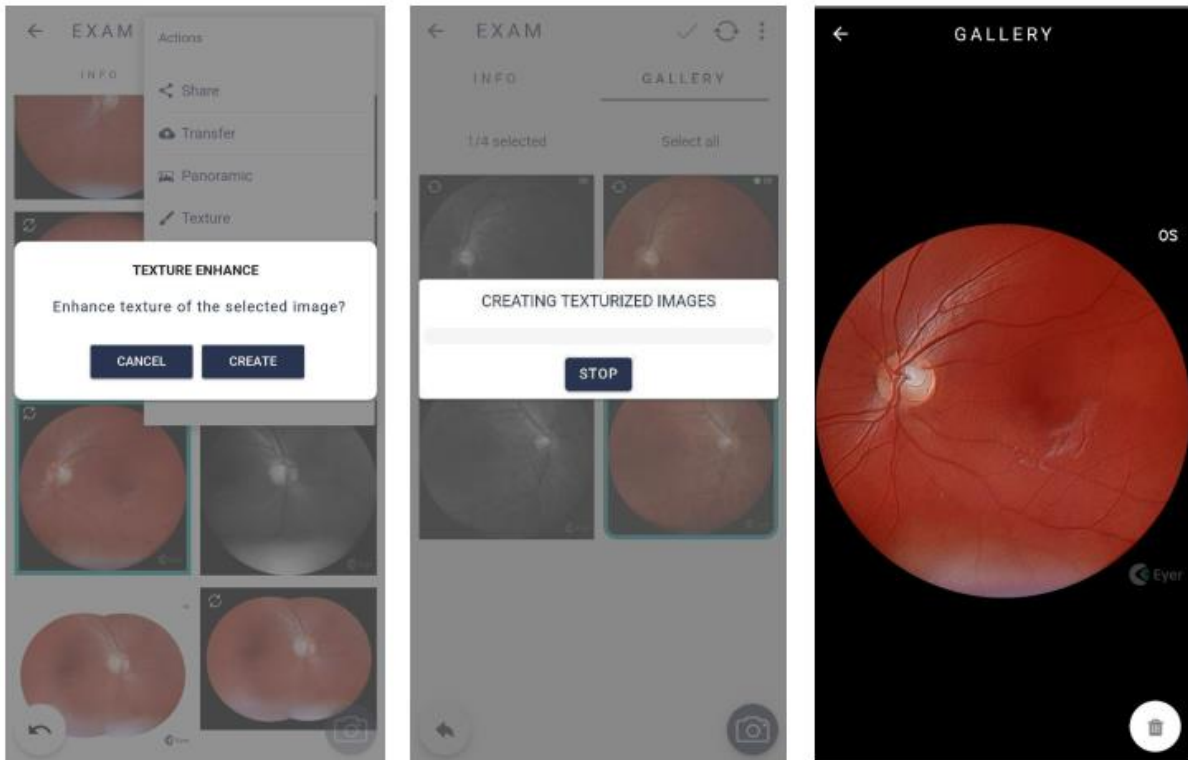 EXAM
Actions
INFO
Share
Transfer
Panoramic
Texture
TEXTURE ENHANCE
Enhance texture of the selected image?
CANCEL CREATE
Eyer
EXAM
INFO GALLERY
1/4 selected Select all
CREATING TEXTURIZED IMAGES
STOP
GALLERY
OS
Eyer